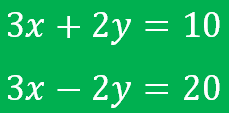 3x + 2y = 10
3x − 2y = 20